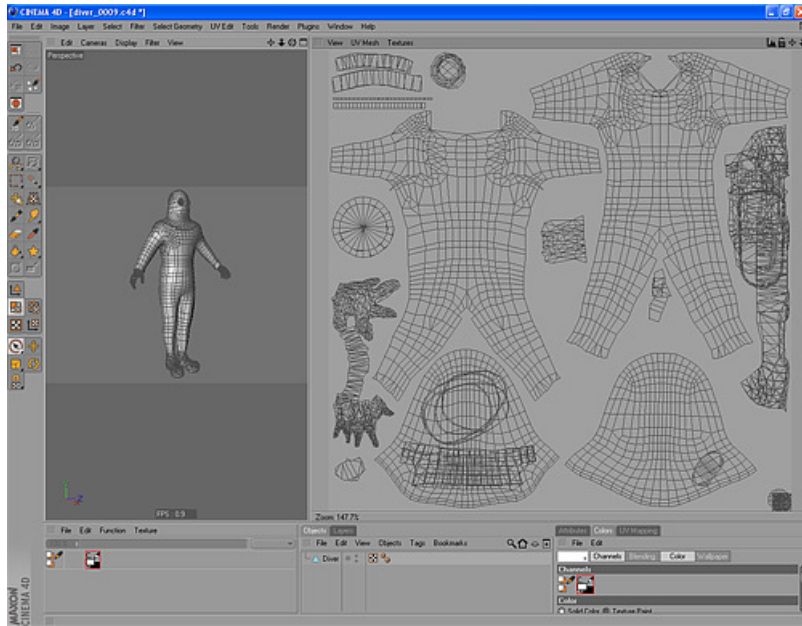 CINEMA 4D - [diver_0009.c4d *]
File Edit Image Layer Select Filter Select Geometry UV Edit Tools Render Plugins Window Help
Edit Cameras Display Filter View
View UV Mesh Textures
Perspective
FPS : 0.9
Zoom: 147.7%
File Edit Function Texture
Objects Layers
File Edit View Objects Tags Bookmarks
Diver
Attributes Colors UV Mapping
File Edit
Channels Blending Color Wallpaper
Channels
Color
Solid Color Texture Paint
MAXON
CINEMA 4D